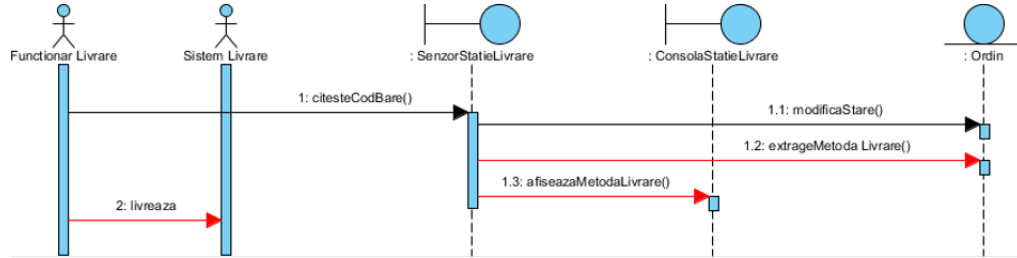 Functionar Livrare
Sistem Livrare
: SenzorStatieLivrare
: ConsolaStatieLivrare
: Ordin
1: citesteCodBare()
1.1: modificaStare()
1.2: extrageMetoda Livrare()
1.3: afiseazaMetodaLivrare()
2: livreaza